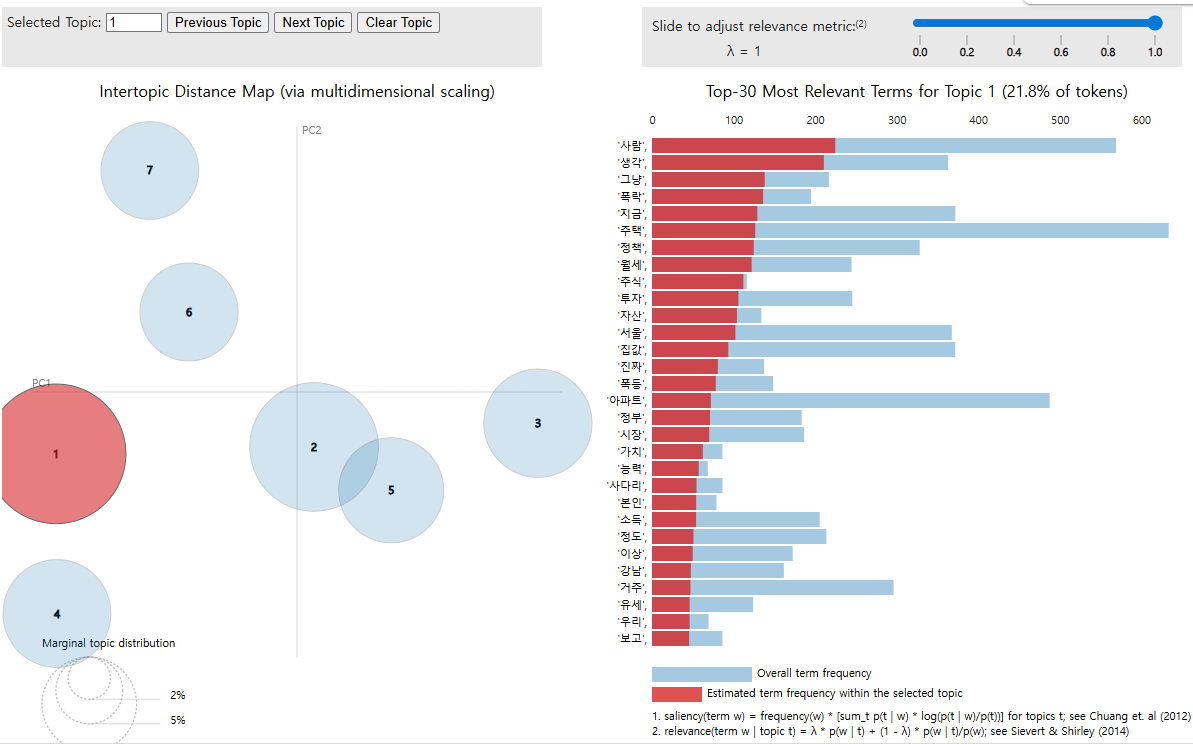 Selected Topic: 1 Previous Topic Next Topic Clear Topic
Slide to adjust relevance metric:(2)
λ = 1
0.0 0.2 0.4 0.6 0.8 1.0
Intertopic Distance Map (via multidimensional scaling)
PC2
PC1
7
6
1
2
3
5
4
Marginal topic distribution
2%
5%
Top-30 Most Relevant Terms for Topic 1 (21.8% of tokens)
0 100 200 300 400 500 600
'사람',
'생각',
'그냥',
'폭락',
'지금',
'주택',
'정책',
'월세',
'주식',
'투자',
'자산',
'서울',
'집값',
'진짜',
'폭등',
'아파트',
'정부',
'시장',
'가치',
'능력',
'사다리',
'본인',
'소득',
'정도',
'이상',
'강남',
'거주',
'유세',
'우리',
'보고',
Overall term frequency
Estimated term frequency within the selected topic
1. saliency(term w) = frequency(w) * [sum_t p(t | w) * log(p(t | w)/p(t))] for topics t; see Chuang et. al (2012)
2. relevance(term w | topic t) = λ * p(w | t) + (1 - λ) * p(w | t)/p(w); see Sievert & Shirley (2014)